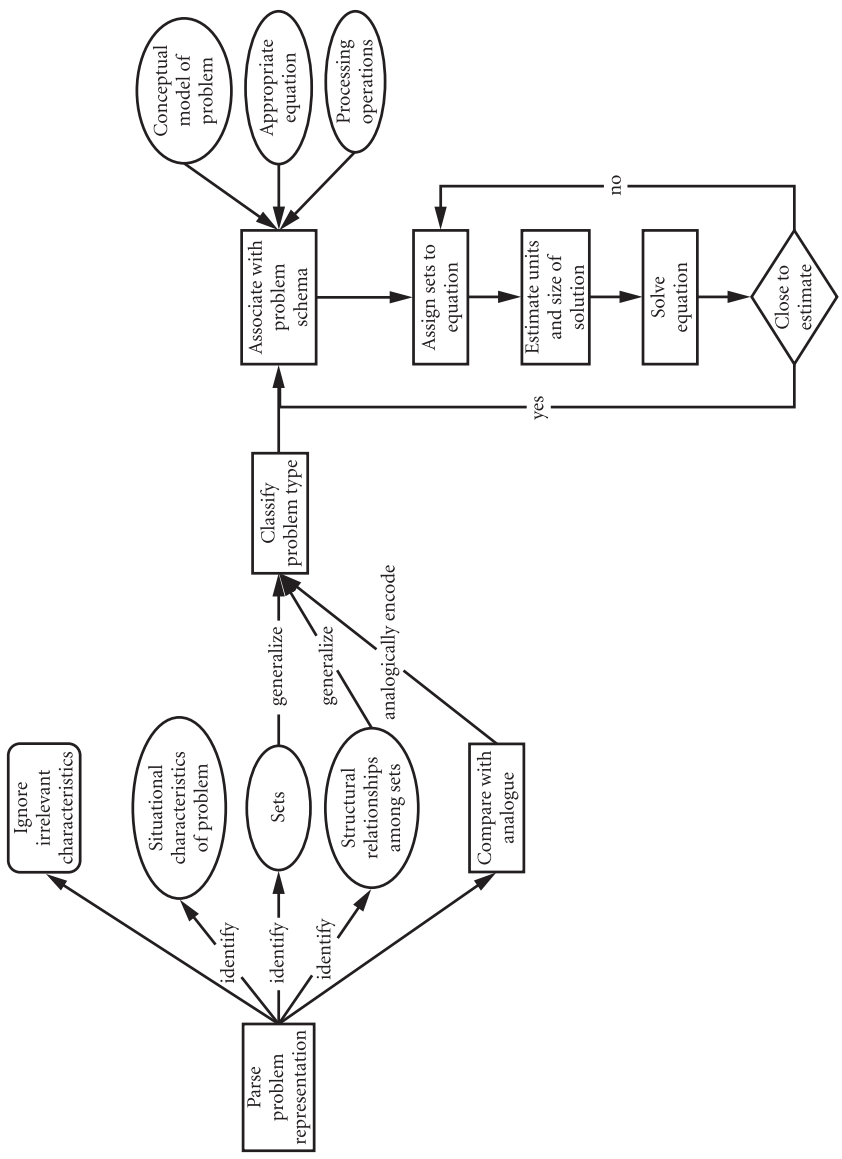 Parse
problem
representation
identify
identify
identify
Ignore
irrelevant
characteristics
Situational
characteristics
of problem
Sets
Structural
relationships
among sets
Compare with
analogue
generalize
generalize
analogically encode
Classify
problem type
Associate with
problem
schema
Conceptual
model of
problem
Appropriate
equation
Processing
operations
Assign sets to
equation
Estimate units
and size of
solution
Solve
equation
Close to
estimate
yes
no